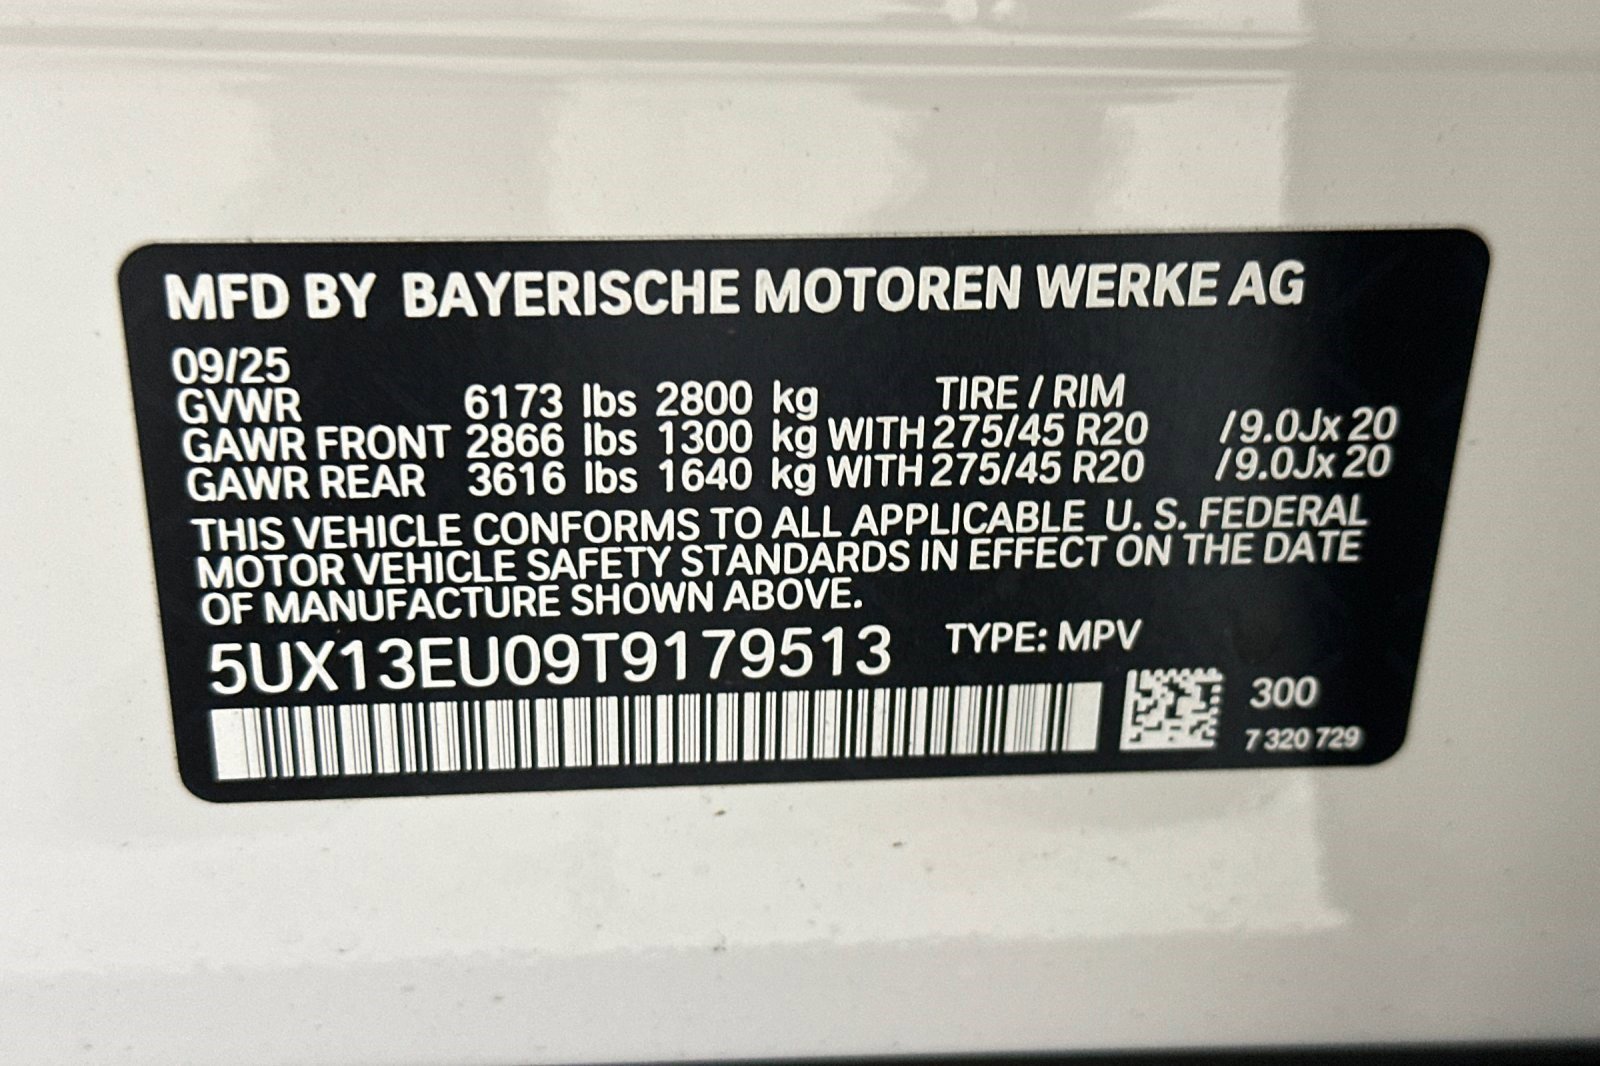 MFD BY BAYERISCHE MOTOREN WERKE AG
09/25
GVWR 6173 lbs 2800 kg TIRE / RIM
GAWR FRONT 2866 lbs 1300 kg WITH 275/45 R20 /9.0Jx 20
GAWR REAR 3616 lbs 1640 kg WITH 275/45 R20 /9.0Jx 20
THIS VEHICLE CONFORMS TO ALL APPLICABLE U. S. FEDERAL
MOTOR VEHICLE SAFETY STANDARDS IN EFFECT ON THE DATE
OF MANUFACTURE SHOWN ABOVE.
5UX13EU09T9179513 TYPE: MPV
300
7 320 729